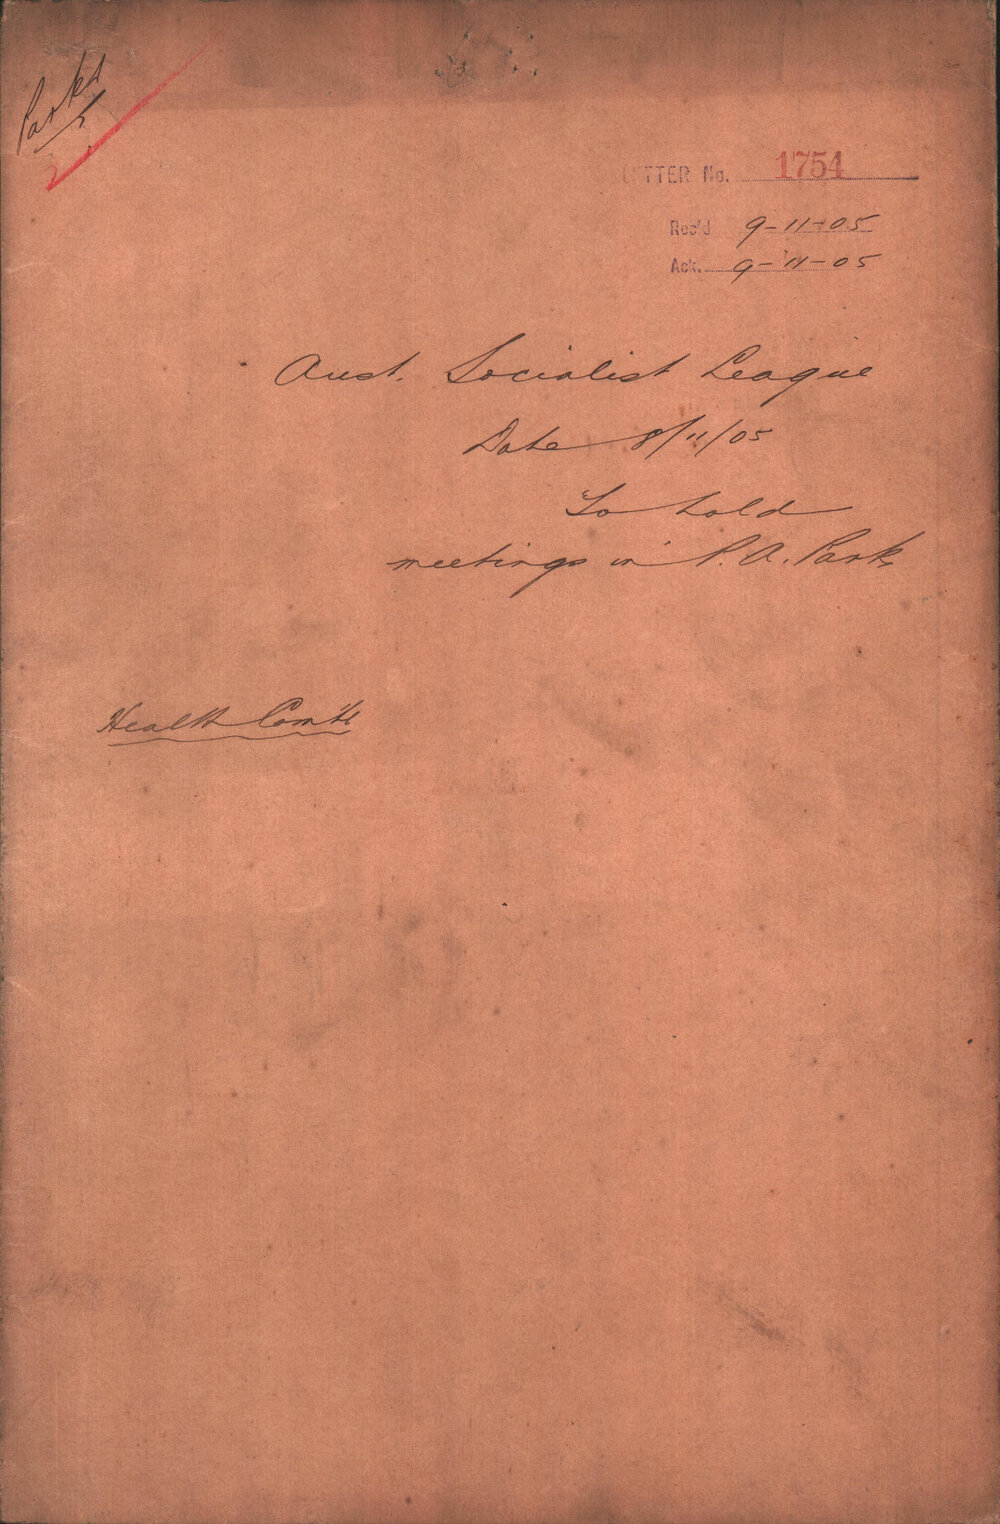 Parks
5
LETTER No. 1754
Rec'd 9-11-05
Ack. 9-11-05
Aust. Socialist League
Date 8/11/05
To hold
meetings in P. A. Park
Health Comte